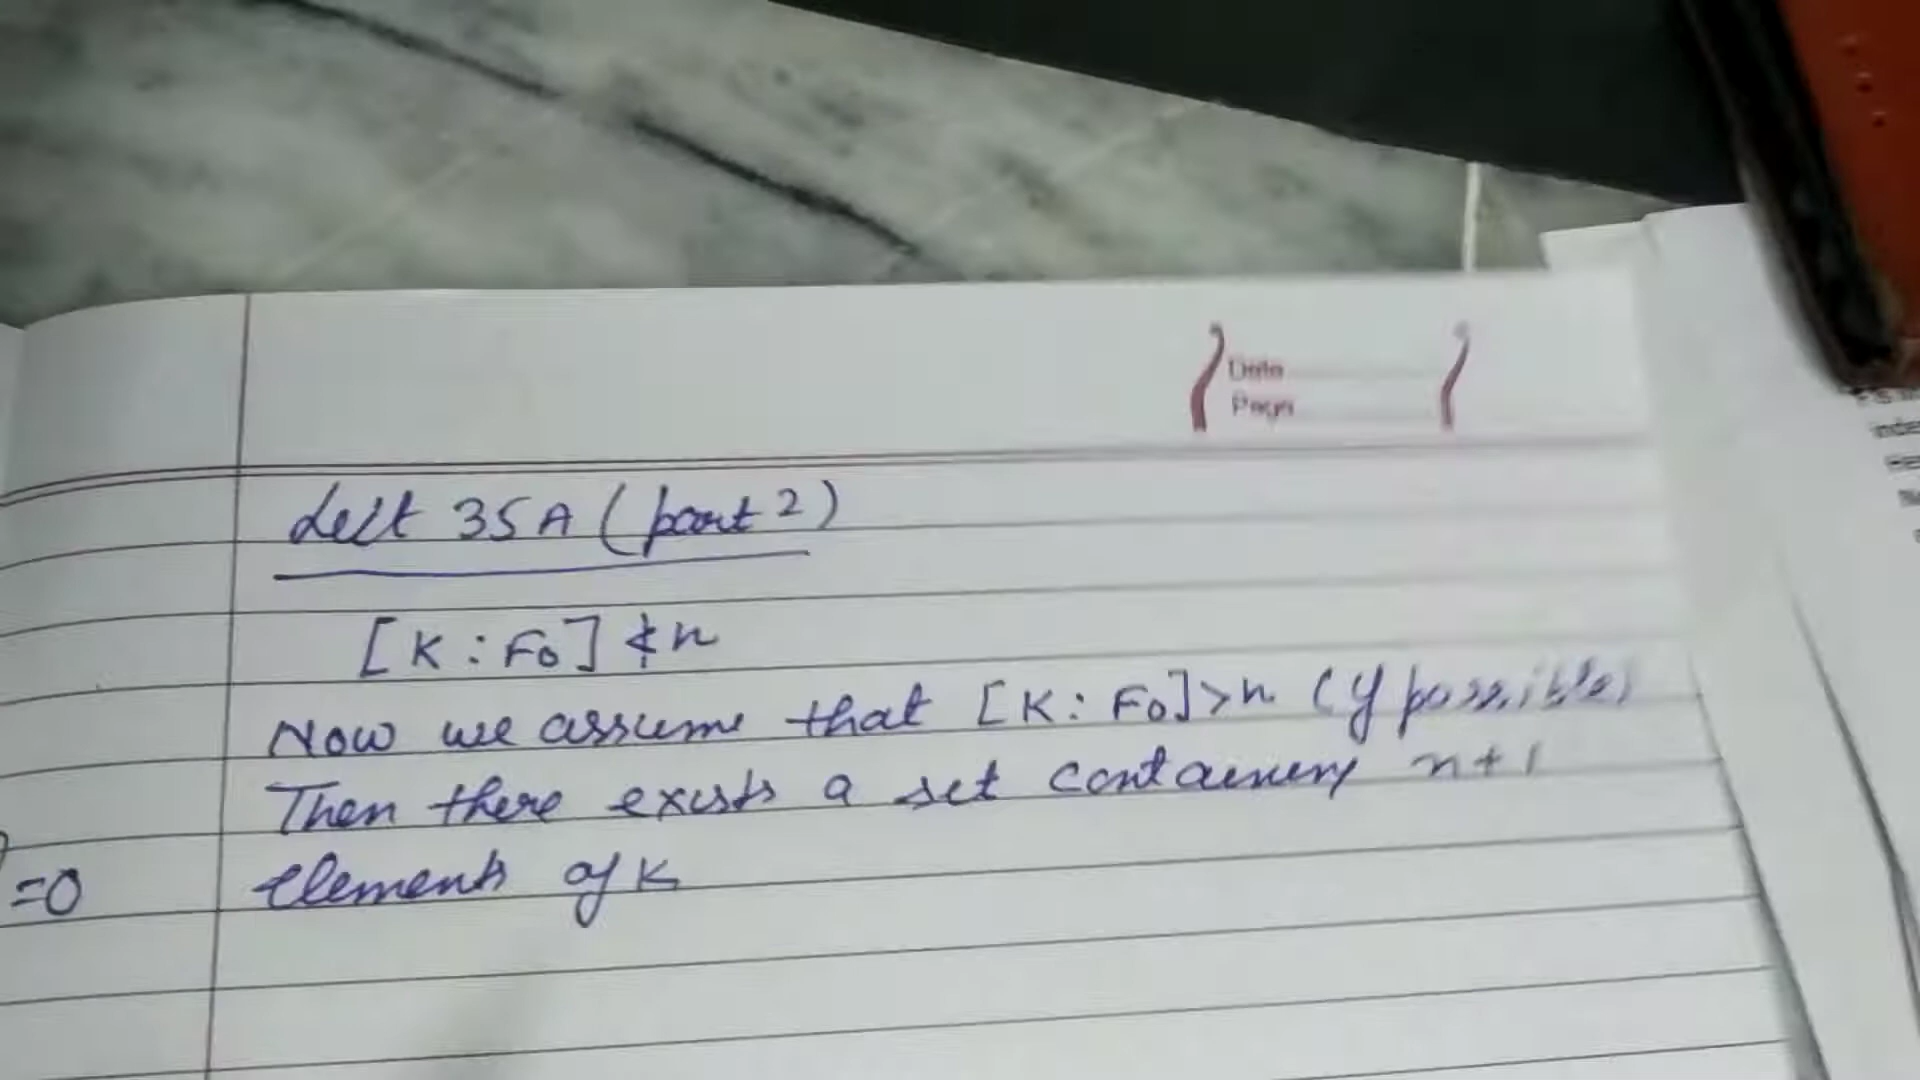 Date
Page
Lect 35A (part 2)
[K : F₀] ≮ n
Now we assume that [K : F₀] > n (if possible)
Then there exists a set containing n+1
=0 elements of K
inde